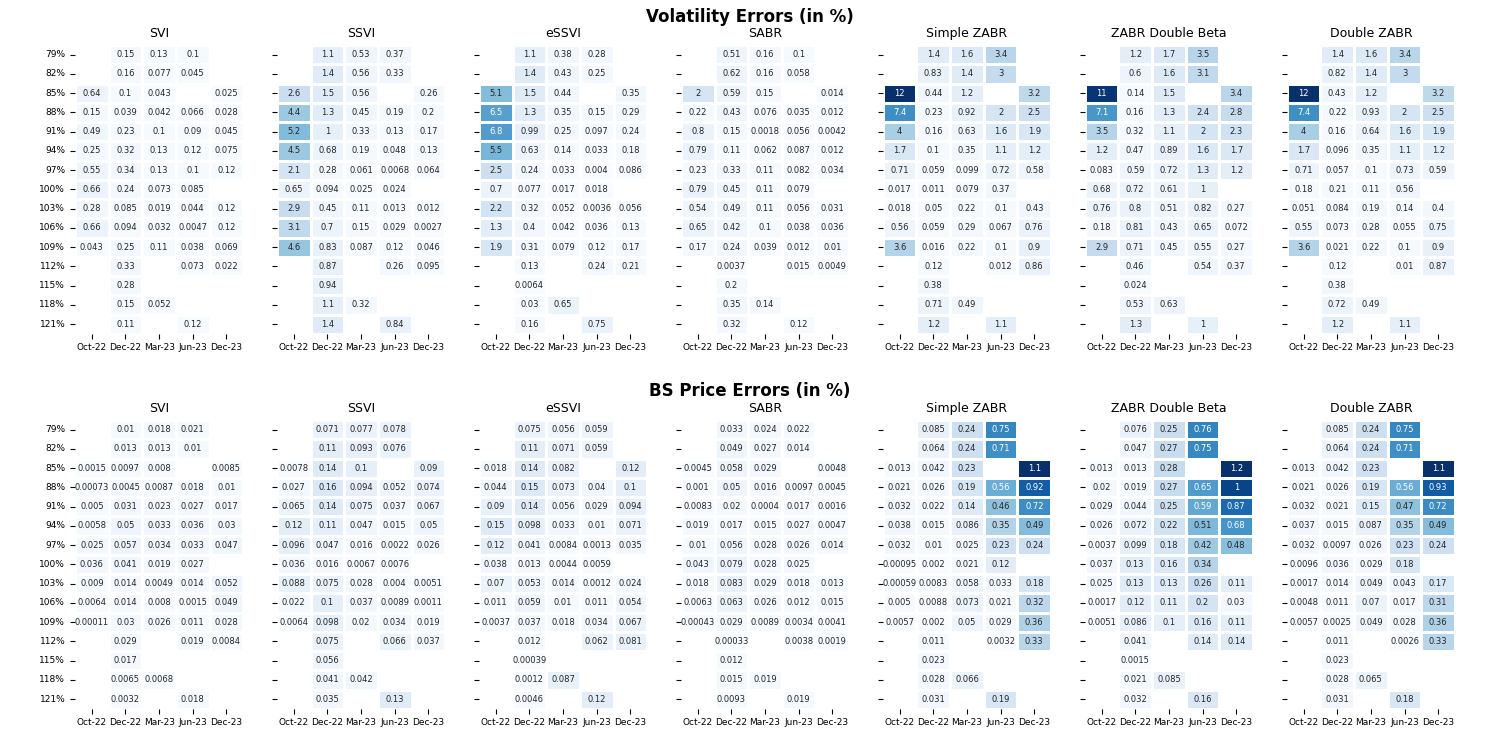 Volatility Errors (in %)
SVI SSVI eSSVI SABR Simple ZABR ZABR Double Beta Double ZABR
79% 0.15 0.13 0.1 1.1 0.53 0.37 1.1 0.38 0.28 0.51 0.16 0.1 1.4 1.6 3.4 1.2 1.7 3.5 1.4 1.6 3.4
82% 0.16 0.077 0.045 1.4 0.56 0.33 1.4 0.43 0.25 0.62 0.16 0.058 0.83 1.4 3 0.6 1.6 3.1 0.82 1.4 3
85% 0.64 0.1 0.043 0.025 2.6 1.5 0.56 0.26 5.1 1.5 0.44 0.35 2 0.59 0.15 0.014 12 0.44 1.2 3.2 11 0.14 1.5 3.4 12 0.43 1.2 3.2
88% 0.15 0.039 0.042 0.066 0.028 4.4 1.3 0.45 0.19 0.2 6.5 1.3 0.35 0.15 0.29 0.22 0.43 0.076 0.035 0.012 7.4 0.23 0.92 2 2.5 7.1 0.16 1.3 2.4 2.8 7.4 0.22 0.93 2 2.5
91% 0.49 0.23 0.1 0.09 0.045 5.2 1 0.33 0.13 0.17 6.8 0.99 0.25 0.097 0.24 0.8 0.15 0.0018 0.056 0.0042 4 0.16 0.63 1.6 1.9 3.5 0.32 1.1 2 2.3 4 0.16 0.64 1.6 1.9
94% 0.25 0.32 0.13 0.12 0.075 4.5 0.68 0.19 0.048 0.13 5.5 0.63 0.14 0.033 0.18 0.79 0.11 0.062 0.087 0.012 1.7 0.1 0.35 1.1 1.2 1.2 0.47 0.89 1.6 1.7 1.7 0.096 0.35 1.1 1.2
97% 0.55 0.34 0.13 0.1 0.12 2.1 0.28 0.061 0.0068 0.064 2.5 0.24 0.033 0.004 0.086 0.23 0.33 0.11 0.082 0.034 0.71 0.059 0.099 0.72 0.58 0.083 0.59 0.72 1.3 1.2 0.71 0.057 0.1 0.73 0.59
100% 0.66 0.24 0.073 0.085 0.65 0.094 0.025 0.024 0.7 0.077 0.017 0.018 0.79 0.45 0.11 0.079 0.017 0.011 0.079 0.37 0.68 0.72 0.61 1 0.18 0.21 0.11 0.56
103% 0.28 0.085 0.019 0.044 0.12 2.9 0.45 0.11 0.013 0.012 2.2 0.32 0.052 0.0036 0.056 0.54 0.49 0.11 0.056 0.031 0.018 0.05 0.22 0.1 0.43 0.76 0.8 0.51 0.82 0.27 0.051 0.084 0.19 0.14 0.4
106% 0.66 0.094 0.032 0.0047 0.12 3.1 0.7 0.15 0.029 0.0027 1.3 0.4 0.042 0.036 0.13 0.65 0.42 0.1 0.038 0.036 0.56 0.059 0.29 0.067 0.76 0.18 0.81 0.43 0.65 0.072 0.55 0.073 0.28 0.055 0.75
109% 0.043 0.25 0.11 0.038 0.069 4.6 0.83 0.087 0.12 0.046 1.9 0.31 0.079 0.12 0.17 0.17 0.24 0.039 0.012 0.01 3.6 0.016 0.22 0.1 0.9 2.9 0.71 0.45 0.55 0.27 3.6 0.021 0.22 0.1 0.9
112% 0.33 0.073 0.022 0.87 0.26 0.095 0.13 0.24 0.21 0.0037 0.015 0.0049 0.12 0.012 0.86 0.46 0.54 0.37 0.12 0.01 0.87
115% 0.28 0.94 0.0064 0.2 0.38 0.024 0.38
118% 0.15 0.052 1.1 0.32 0.03 0.65 0.35 0.14 0.71 0.49 0.53 0.63 0.72 0.49
121% 0.11 0.12 1.4 0.84 0.16 0.75 0.32 0.12 1.2 1.1 1.3 1 1.2 1.1
Oct-22 Dec-22 Mar-23 Jun-23 Dec-23 Oct-22 Dec-22 Mar-23 Jun-23 Dec-23 Oct-22 Dec-22 Mar-23 Jun-23 Dec-23 Oct-22 Dec-22 Mar-23 Jun-23 Dec-23 Oct-22 Dec-22 Mar-23 Jun-23 Dec-23 Oct-22 Dec-22 Mar-23 Jun-23 Dec-23 Oct-22 Dec-22 Mar-23 Jun-23 Dec-23
BS Price Errors (in %)
SVI SSVI eSSVI SABR Simple ZABR ZABR Double Beta Double ZABR
79% 0.01 0.018 0.021 0.071 0.077 0.078 0.075 0.056 0.059 0.033 0.024 0.022 0.085 0.24 0.75 0.076 0.25 0.76 0.085 0.24 0.75
82% 0.013 0.013 0.01 0.11 0.093 0.076 0.11 0.071 0.059 0.049 0.027 0.014 0.064 0.24 0.71 0.047 0.27 0.75 0.064 0.24 0.71
85% 0.0015 0.0097 0.008 0.0085 0.0078 0.14 0.1 0.09 0.018 0.14 0.082 0.12 0.0045 0.058 0.029 0.0048 0.013 0.042 0.23 1.1 0.013 0.013 0.28 1.2 0.013 0.042 0.23 1.1
88% 0.00073 0.0045 0.0087 0.018 0.01 0.027 0.16 0.094 0.052 0.074 0.044 0.15 0.073 0.04 0.1 0.001 0.05 0.016 0.0097 0.0045 0.021 0.026 0.19 0.56 0.92 0.02 0.019 0.27 0.65 1 0.021 0.026 0.19 0.56 0.93
91% 0.005 0.031 0.023 0.027 0.017 0.065 0.14 0.075 0.037 0.067 0.09 0.14 0.056 0.029 0.094 0.0083 0.02 0.0004 0.017 0.0016 0.032 0.022 0.14 0.46 0.72 0.029 0.044 0.25 0.59 0.87 0.032 0.021 0.15 0.47 0.72
94% 0.0058 0.05 0.033 0.036 0.03 0.12 0.11 0.047 0.015 0.05 0.15 0.098 0.033 0.01 0.071 0.019 0.017 0.015 0.027 0.0047 0.038 0.015 0.086 0.35 0.49 0.026 0.072 0.22 0.51 0.68 0.037 0.015 0.087 0.35 0.49
97% 0.025 0.057 0.034 0.033 0.047 0.096 0.047 0.016 0.0022 0.026 0.12 0.041 0.0084 0.0013 0.035 0.01 0.056 0.028 0.026 0.014 0.032 0.01 0.025 0.23 0.24 0.0037 0.099 0.18 0.42 0.48 0.032 0.0097 0.026 0.23 0.24
100% 0.036 0.041 0.019 0.027 0.036 0.016 0.0067 0.0076 0.038 0.013 0.0044 0.0059 0.043 0.079 0.028 0.025 0.00095 0.002 0.021 0.12 0.037 0.13 0.16 0.34 0.0096 0.036 0.029 0.18
103% 0.009 0.014 0.0049 0.014 0.052 0.088 0.075 0.028 0.004 0.0051 0.07 0.053 0.014 0.0012 0.024 0.018 0.083 0.029 0.018 0.013 0.00059 0.0083 0.058 0.033 0.18 0.025 0.13 0.13 0.26 0.11 0.0017 0.014 0.049 0.043 0.17
106% 0.0064 0.014 0.008 0.0015 0.049 0.022 0.1 0.037 0.0089 0.0011 0.011 0.059 0.01 0.011 0.054 0.0063 0.063 0.026 0.012 0.015 0.005 0.0088 0.073 0.021 0.32 0.0017 0.12 0.11 0.2 0.03 0.0048 0.011 0.07 0.017 0.31
109% 0.00011 0.03 0.026 0.011 0.028 0.0064 0.098 0.02 0.034 0.019 0.0037 0.037 0.018 0.034 0.067 0.00043 0.029 0.0089 0.0034 0.0041 0.0057 0.002 0.05 0.029 0.36 0.0051 0.086 0.1 0.16 0.11 0.0057 0.0025 0.049 0.028 0.36
112% 0.029 0.019 0.0084 0.075 0.066 0.037 0.012 0.062 0.081 0.00033 0.0038 0.0019 0.011 0.0032 0.33 0.041 0.14 0.14 0.011 0.0026 0.33
115% 0.017 0.056 0.00039 0.012 0.023 0.0015 0.023
118% 0.0065 0.0068 0.041 0.042 0.0012 0.087 0.015 0.019 0.028 0.066 0.021 0.085 0.028 0.065
121% 0.0032 0.018 0.035 0.13 0.0046 0.12 0.0093 0.019 0.031 0.19 0.032 0.16 0.031 0.18
Oct-22 Dec-22 Mar-23 Jun-23 Dec-23 Oct-22 Dec-22 Mar-23 Jun-23 Dec-23 Oct-22 Dec-22 Mar-23 Jun-23 Dec-23 Oct-22 Dec-22 Mar-23 Jun-23 Dec-23 Oct-22 Dec-22 Mar-23 Jun-23 Dec-23 Oct-22 Dec-22 Mar-23 Jun-23 Dec-23 Oct-22 Dec-22 Mar-23 Jun-23 Dec-23